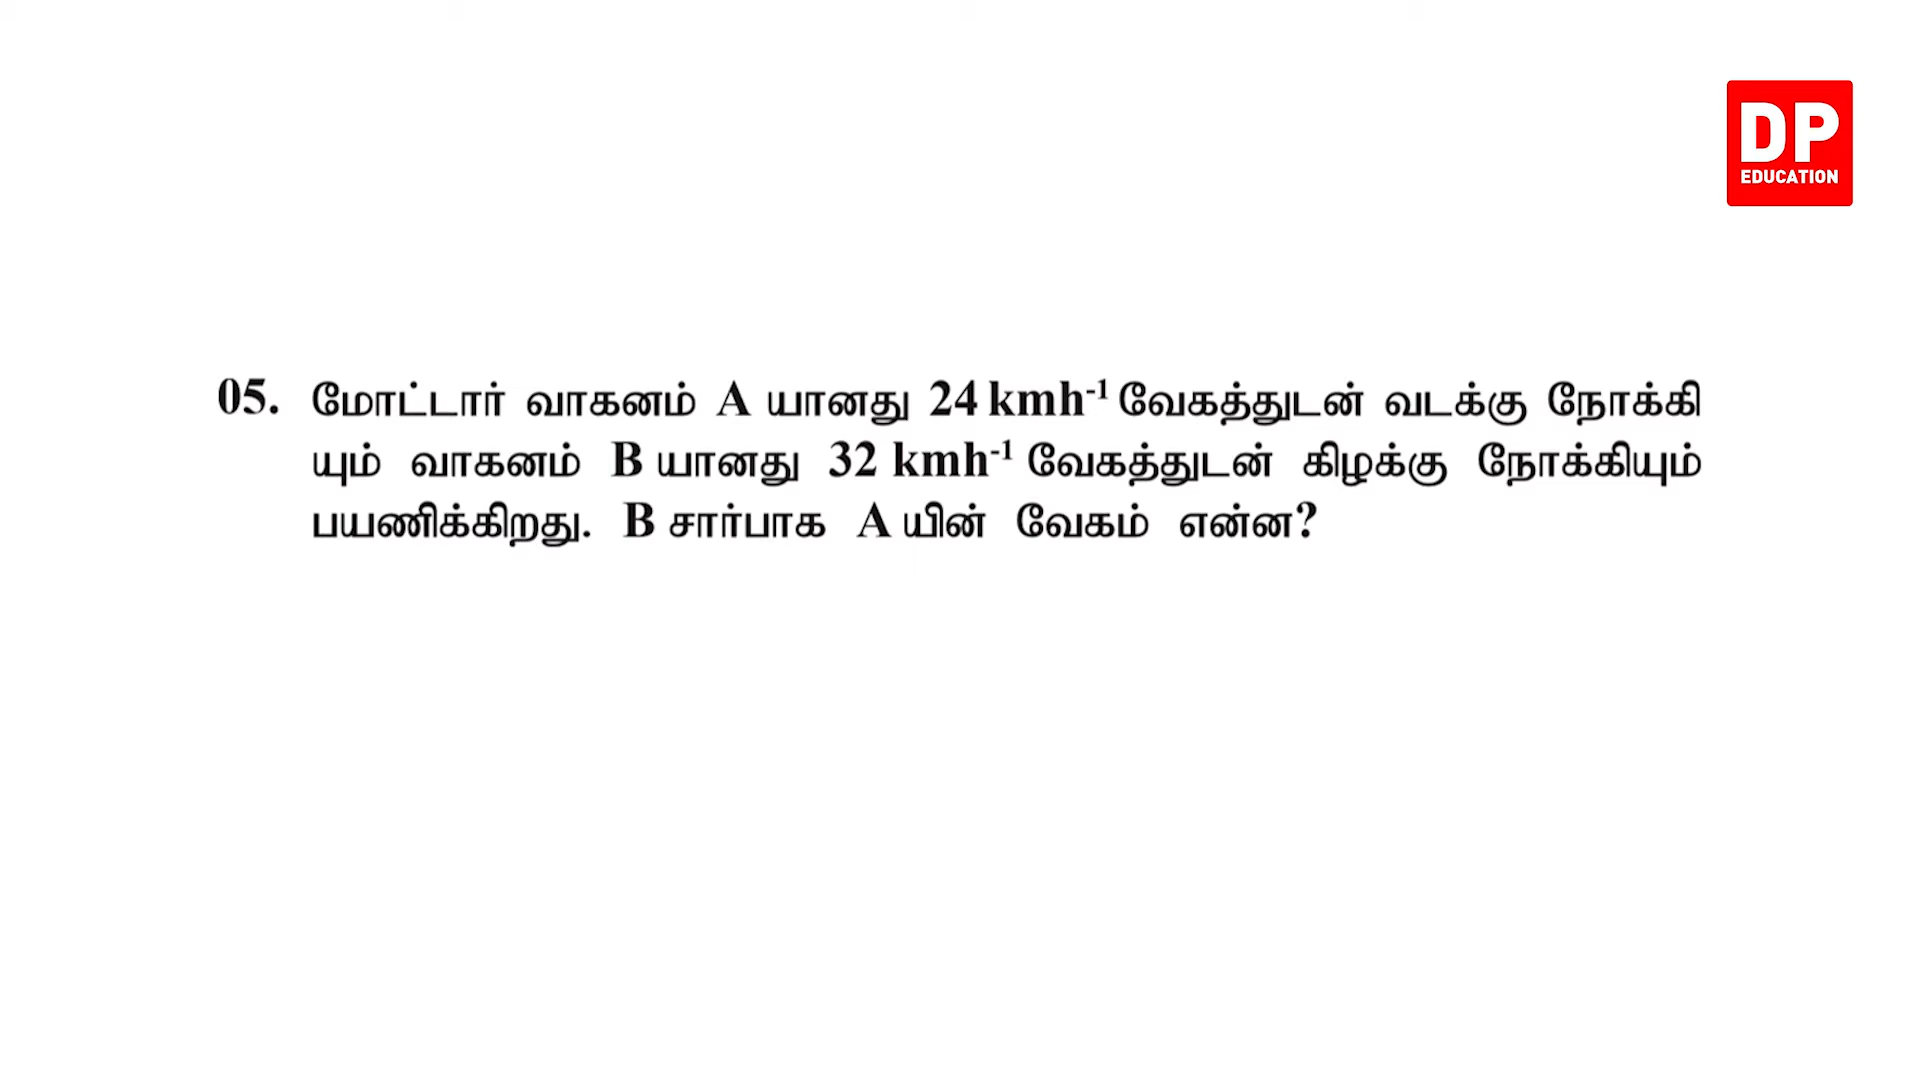 DP
EDUCATION
05. மோட்டார் வாகனம் A யானது 24 kmh⁻¹ வேகத்துடன் வடக்கு நோக்கி
யும் வாகனம் B யானது 32 kmh⁻¹ வேகத்துடன் கிழக்கு நோக்கியும்
பயணிக்கிறது. B சார்பாக A யின் வேகம் என்ன?